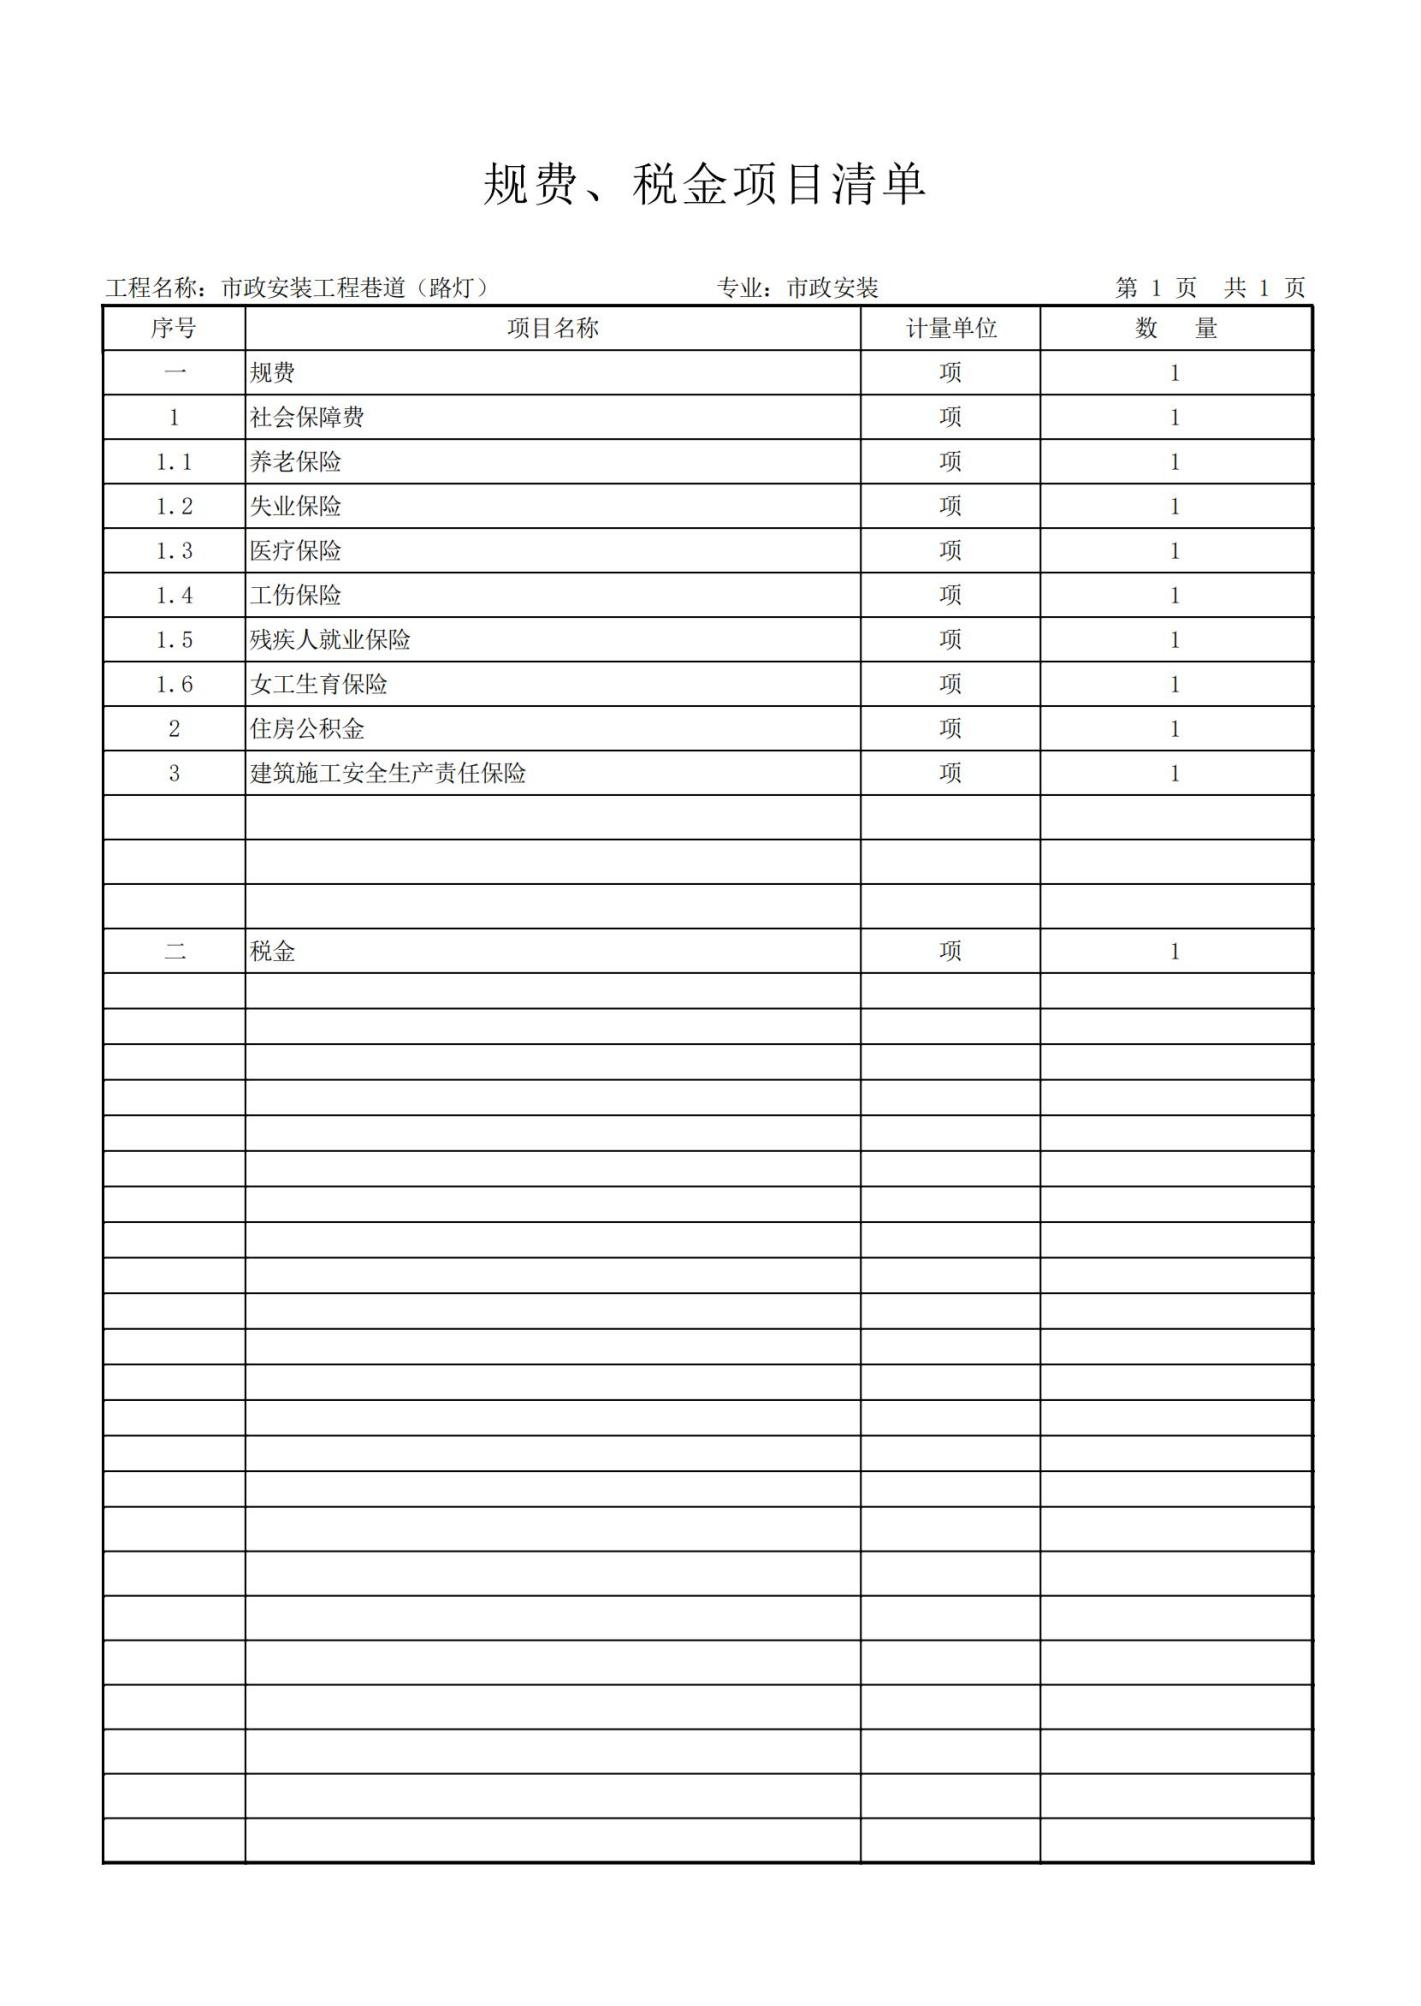 规费、税金项目清单
工程名称：市政安装工程巷道（路灯） 专业：市政安装 第 1 页 共 1 页
序号 项目名称 计量单位 数 量
一 规费 项 1
1 社会保障费 项 1
1.1 养老保险 项 1
1.2 失业保险 项 1
1.3 医疗保险 项 1
1.4 工伤保险 项 1
1.5 残疾人就业保险 项 1
1.6 女工生育保险 项 1
2 住房公积金 项 1
3 建筑施工安全生产责任保险 项 1
二 税金 项 1